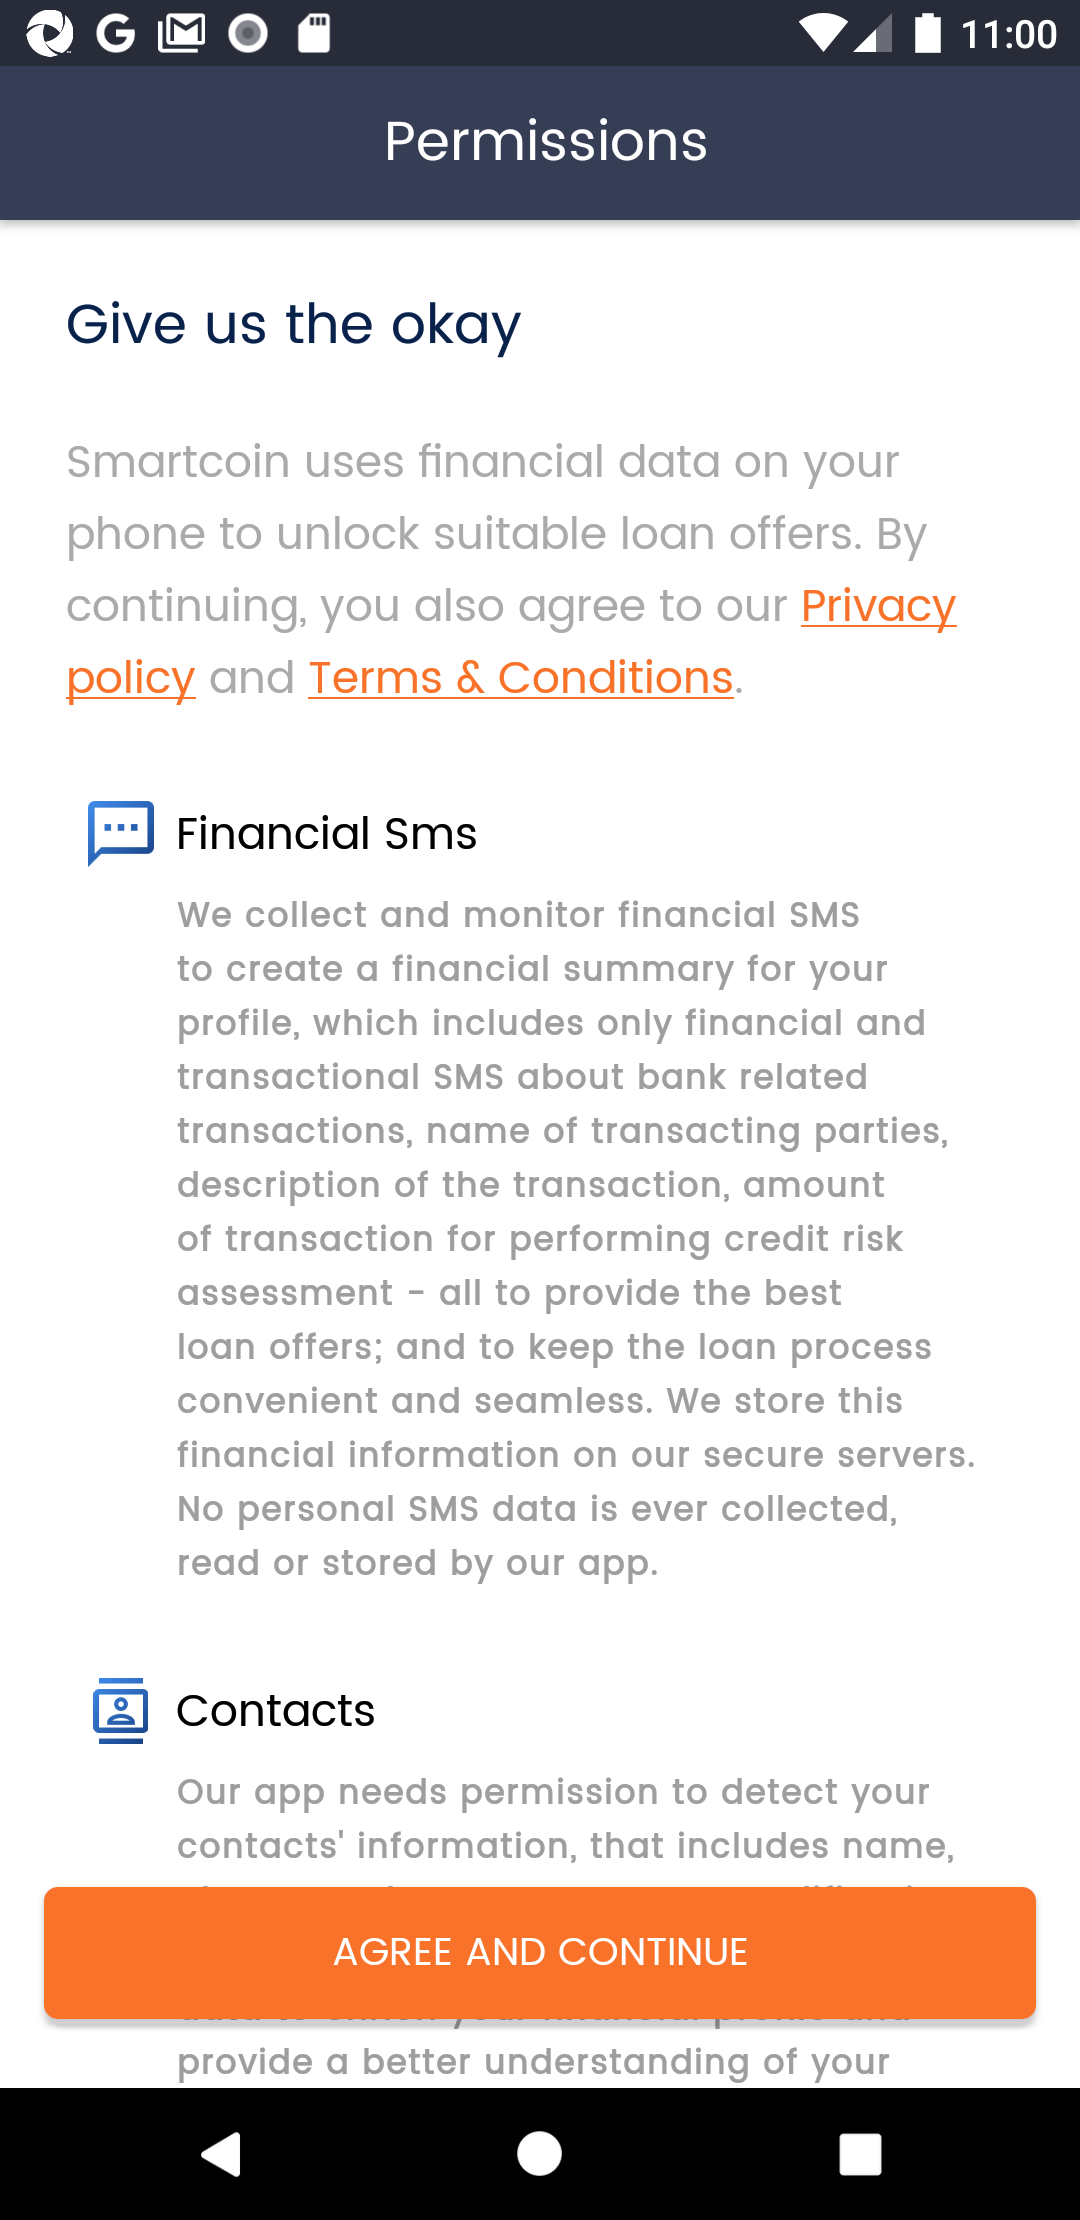 11:00
Permissions
Give us the okay
Smartcoin uses financial data on your
phone to unlock suitable loan offers. By
continuing, you also agree to our Privacy
policy and Terms & Conditions.
Financial Sms
We collect and monitor financial SMS
to create a financial summary for your
profile, which includes only financial and
transactional SMS about bank related
transactions, name of transacting parties,
description of the transaction, amount
of transaction for performing credit risk
assessment - all to provide the best
loan offers; and to keep the loan process
convenient and seamless. We store this
financial information on our secure servers.
No personal SMS data is ever collected,
read or stored by our app.
Contacts
Our app needs permission to detect your
contacts' information, that includes name,
AGREE AND CONTINUE
provide a better understanding of your